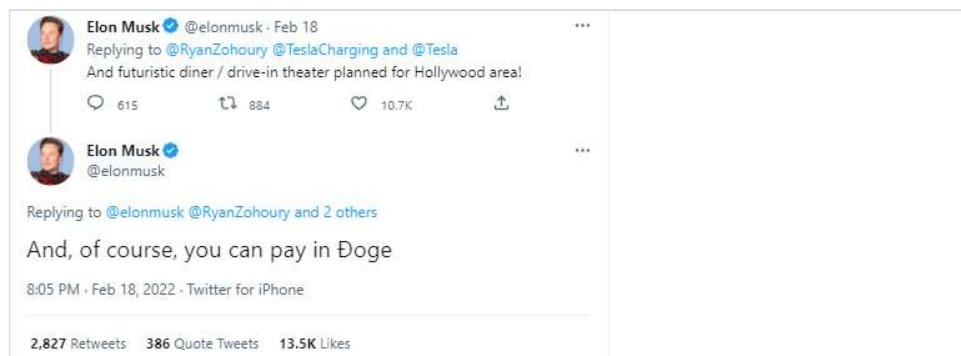 Elon Musk @elonmusk · Feb 18
Replying to @RyanZohoury @TeslaCharging and @Tesla
And futuristic diner / drive-in theater planned for Hollywood area!
615 884 10.7K
Elon Musk
@elonmusk
Replying to @elonmusk @RyanZohoury and 2 others
And, of course, you can pay in Ðoge
8:05 PM · Feb 18, 2022 · Twitter for iPhone
2,827 Retweets 386 Quote Tweets 13.5K Likes